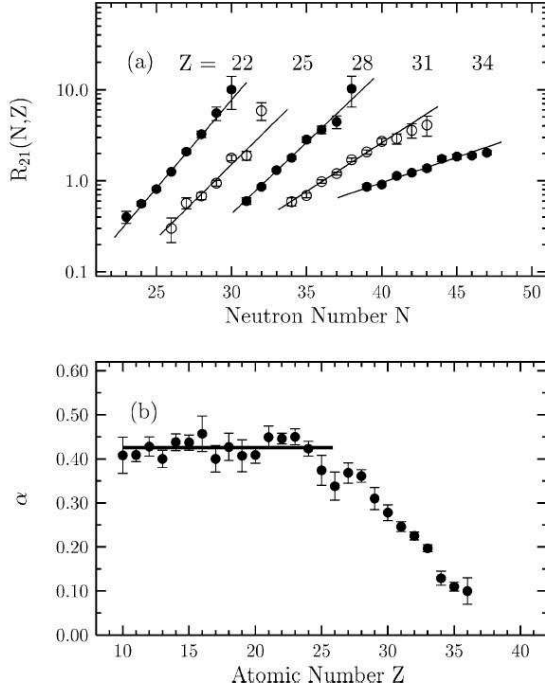 (a) Z = 22 25 28 31 34
R₂₁(N,Z)
10.0
1.0
0.1
25 30 35 40 45 50
Neutron Number N
(b)
α
0.60
0.50
0.40
0.30
0.20
0.10
0.00
10 15 20 25 30 35 40
Atomic Number Z